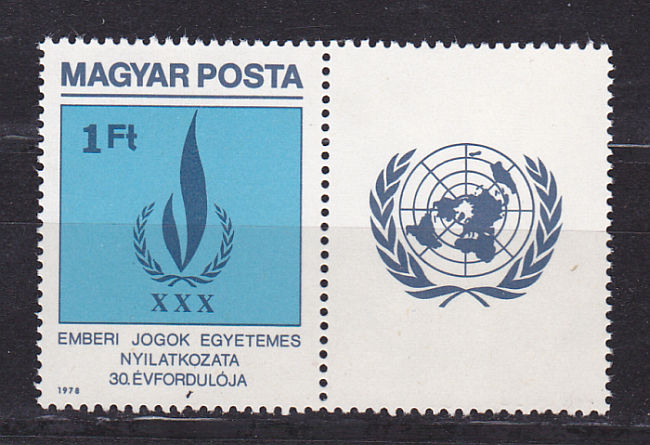 MAGYAR POSTA
1 Ft
XXX
EMBERI JOGOK EGYETEMES
NYILATKOZATA
30. ÉVFORDULÓJA
1978